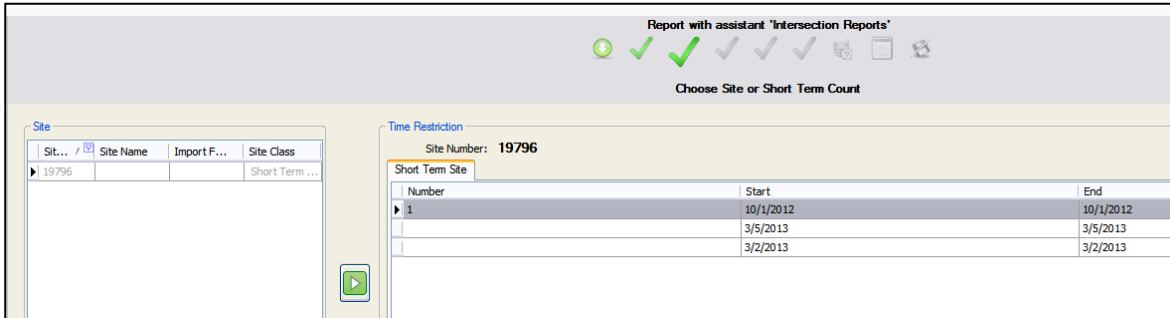 Report with assistant 'Intersection Reports'
Choose Site or Short Term Count
Site
Sit... Site Name Import F... Site Class
19796 Short Term ...
Time Restriction
Site Number: 19796
Short Term Site
Number Start End
1 10/1/2012 10/1/2012
3/5/2013 3/5/2013
3/2/2013 3/2/2013